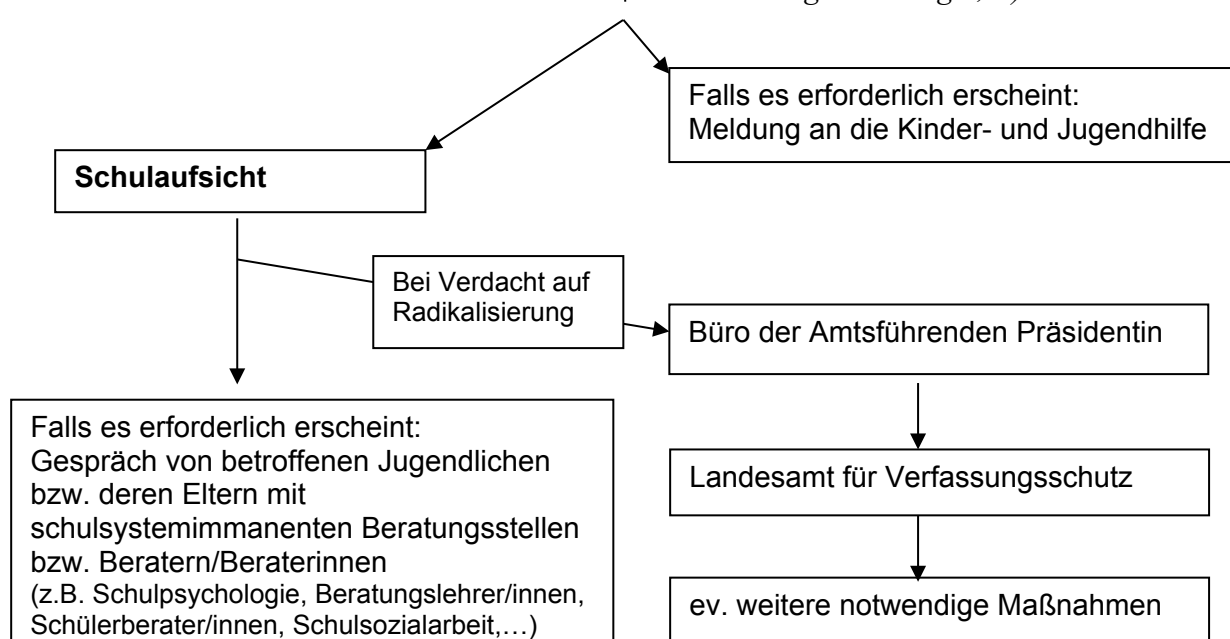 Falls es erforderlich erscheint:
Meldung an die Kinder- und Jugendhilfe
Schulaufsicht
Bei Verdacht auf
Radikalisierung
Büro der Amtsführenden Präsidentin
Falls es erforderlich erscheint:
Gespräch von betroffenen Jugendlichen
bzw. deren Eltern mit
schulsystemimmanenten Beratungsstellen
bzw. Beratern/Beraterinnen
(z.B. Schulpsychologie, Beratungslehrer/innen,
Schülerberater/innen, Schulsozialarbeit,…)
Landesamt für Verfassungsschutz
ev. weitere notwendige Maßnahmen